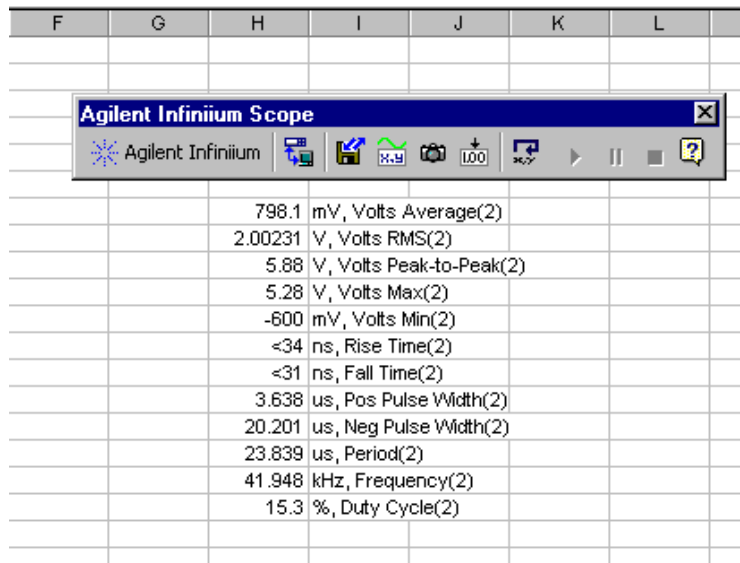 F G H I J K L
Agilent Infiniium Scope
Agilent Infiniium x,y 1.00 x,y ?
798.1 mV, Volts Average(2)
2.00231 V, Volts RMS(2)
5.88 V, Volts Peak-to-Peak(2)
5.28 V, Volts Max(2)
-600 mV, Volts Min(2)
<34 ns, Rise Time(2)
<31 ns, Fall Time(2)
3.638 us, Pos Pulse Width(2)
20.201 us, Neg Pulse Width(2)
23.839 us, Period(2)
41.948 kHz, Frequency(2)
15.3 %, Duty Cycle(2)